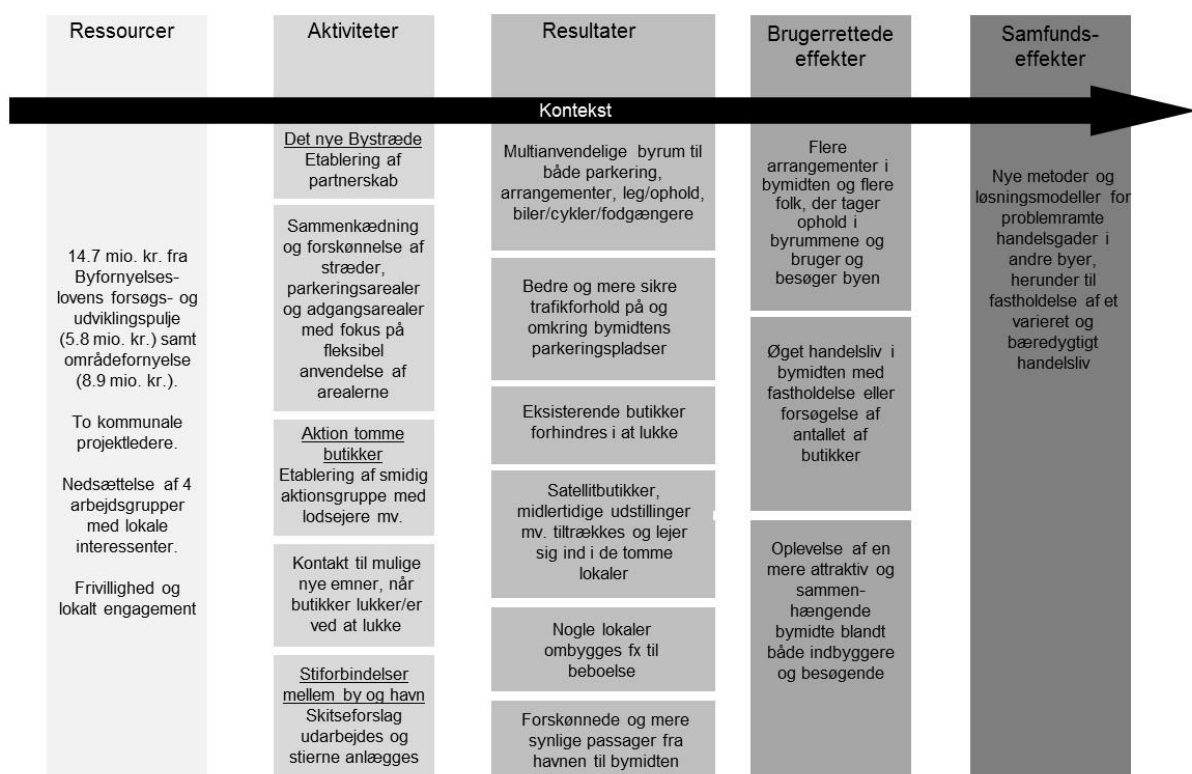 Ressourcer
14.7 mio. kr. fra
Byfornyelses-
lovens forsøgs- og
udviklingspulje
(5.8 mio. kr.) samt
områdefornyelse
(8.9 mio. kr.).
To kommunale
projektledere.
Nedsættelse af 4
arbejdsgrupper
med lokale
interessenter.
Frivillighed og
lokalt engagement
Aktiviteter
Det nye Bystræde
Etablering af
partnerskab
Sammenkædning
og forskønnelse af
stræder,
parkeringsarealer
og adgangsarealer
med fokus på
fleksibel
anvendelse af
arealerne
Aktion tomme
butikker
Etablering af smidig
aktionsgruppe med
lodsejere mv.
Kontakt til mulige
nye emner, når
butikker lukker/er
ved at lukke
Stiforbindelser
mellem by og havn
Skitseforslag
udarbejdes og
stierne anlægges
Resultater
Kontekst
Multianvendelige byrum til
både parkering,
arrangementer, leg/ophold,
biler/cykler/fodgængere
Bedre og mere sikre
trafikforhold på og
omkring bymidtens
parkeringspladser
Eksisterende butikker
forhindres i at lukke
Satellitbutikker,
midlertidige udstillinger
mv. tiltrækkes og lejer
sig ind i de tomme
lokaler
Nogle lokaler
ombygges fx til
beboelse
Forskønnede og mere
synlige passager fra
havnen til bymidten
Brugerrettede
effekter
Flere
arrangementer i
bymidten og flere
folk, der tager
ophold i
byrummene og
bruger og
besøger byen
Øget handelsliv i
bymidten med
fastholdelse eller
forsøgelse af
antallet af
butikker
Oplevelse af en
mere attraktiv og
sammen-
hængende
bymidte blandt
både indbyggere
og besøgende
Samfunds-
effekter
Nye metoder og
løsningsmodeller for
problemramte
handelsgader i
andre byer,
herunder til
fastholdelse af et
varieret og
bæredygtigt
handelsliv